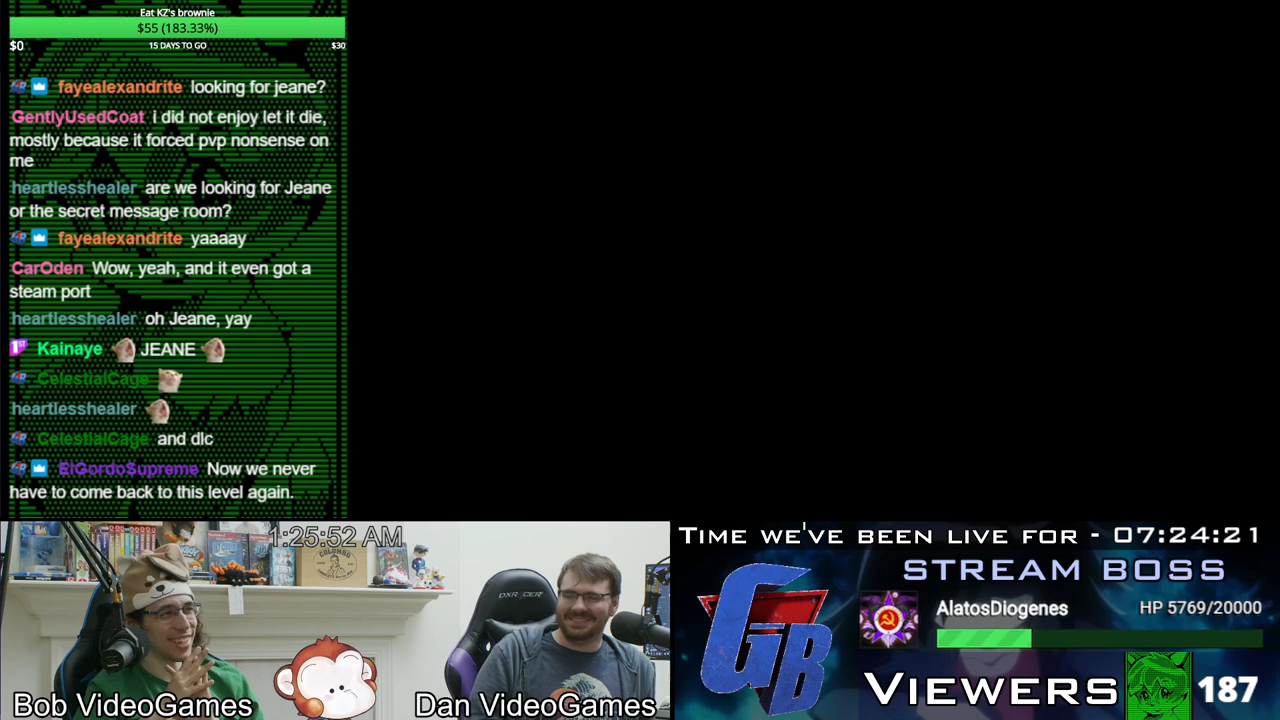 Eat KZ's brownie
$55 (183.33%)
$0 15 DAYS TO GO $30
fayealexandrite looking for jeane?
GentlyUsedCoat i did not enjoy let it die,
mostly because it forced pvp nonsense on
me
heartlesshealer are we looking for Jeane
or the secret message room?
fayealexandrite yaaaay
CarOden Wow, yeah, and it even got a
steam port
heartlesshealer oh Jeane, yay
1ST Kainaye JEANE
CelestialCage
heartlesshealer
CelestialCage and dlc
ElGordoSupreme Now we never
have to come back to this level again.
1:25:52 AM
COLUMBO
DXRACER
Bob VideoGames
Dan VideoGames
TIME WE'VE BEEN LIVE FOR - 07:24:21
STREAM BOSS
GB
AlatosDiogenes HP 5769/20000
VIEWERS 187